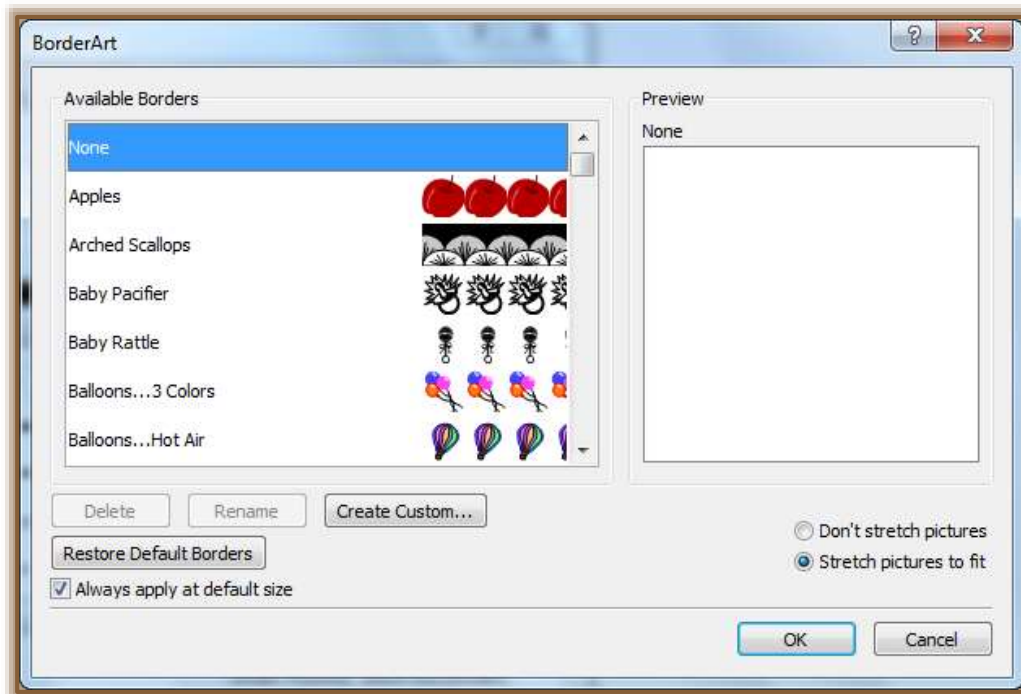 BorderArt
?
Available Borders
Preview
None
None
Apples
Arched Scallops
Baby Pacifier
Baby Rattle
Balloons...3 Colors
Balloons...Hot Air
Delete
Rename
Create Custom...
Restore Default Borders
Always apply at default size
Don't stretch pictures
Stretch pictures to fit
OK
Cancel